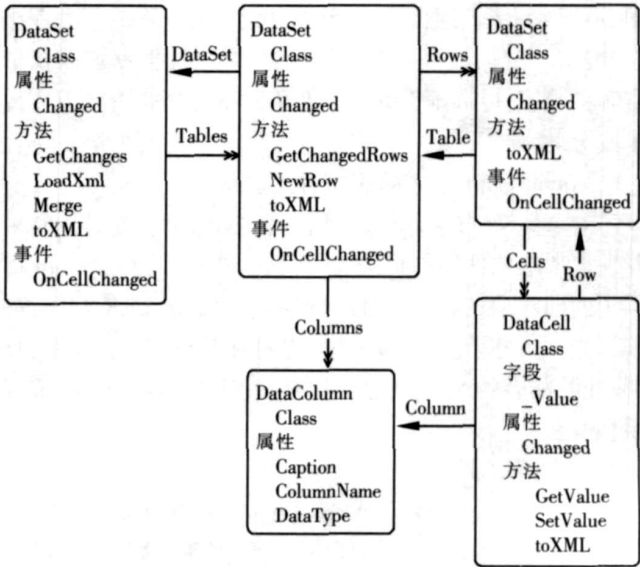 DataSet
Class
属性
Changed
方法
GetChanges
LoadXml
Merge
toXML
事件
OnCellChanged
DataSet
Tables
DataSet
Class
属性
Changed
方法
GetChangedRows
NewRow
toXML
事件
OnCellChanged
Rows
Table
DataSet
Class
属性
Changed
方法
toXML
事件
OnCellChanged
Cells
Row
Columns
DataColumn
Class
属性
Caption
ColumnName
DataType
Column
DataCell
Class
字段
_Value
属性
Changed
方法
GetValue
SetValue
toXML